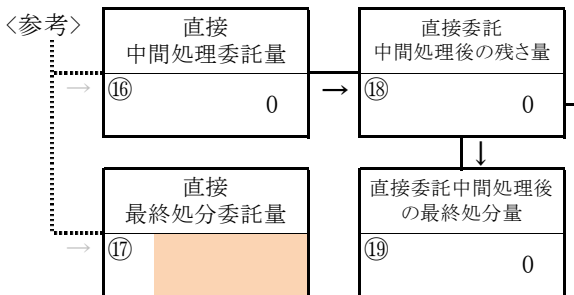 <参考>
直接
中間処理委託量
→
⑯
0
→
直接委託
中間処理後の残さ量
⑱
0
↓
直接
最終処分委託量
→
⑰
直接委託中間処理後
の最終処分量
⑲
0